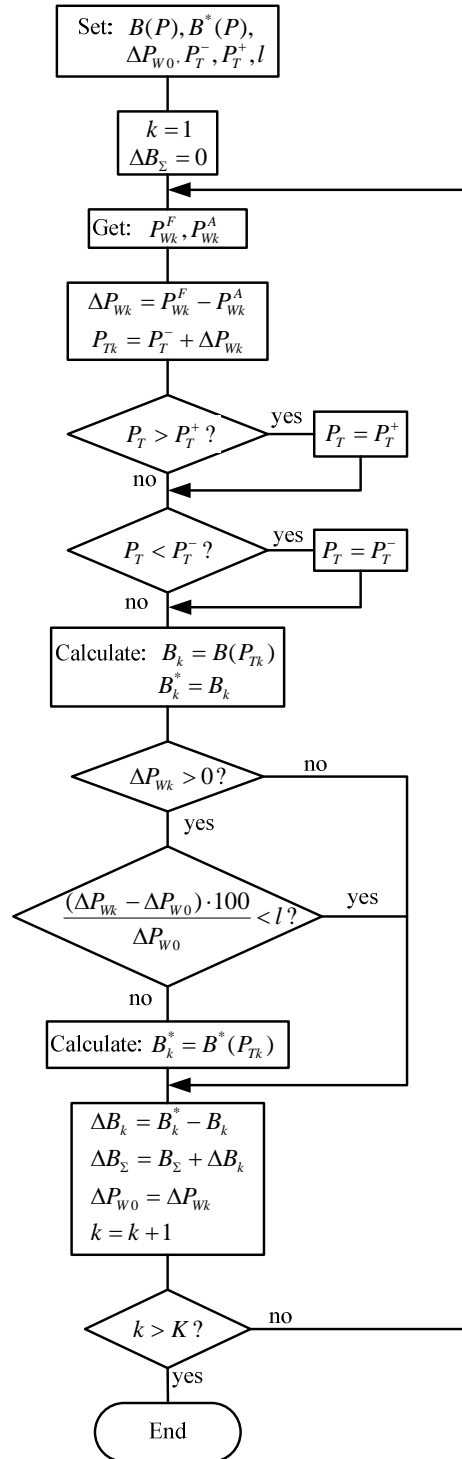 Set: B(P), B*(P),
ΔP_{W0}, P_T^-, P_T^+, l
k = 1
ΔB_Σ = 0
Get: P_{Wk}^F, P_{Wk}^A
ΔP_{Wk} = P_{Wk}^F − P_{Wk}^A
P_{Tk} = P_T^- + ΔP_{Wk}
P_T > P_T^+ ?
yes
P_T = P_T^+
no
P_T < P_T^- ?
yes
P_T = P_T^-
no
Calculate: B_k = B(P_{Tk})
B_k^* = B_k
ΔP_{Wk} > 0 ?
no
yes
(ΔP_{Wk} − ΔP_{W0}) · 100
ΔP_{W0}
< l ?
yes
no
Calculate: B_k^* = B^*(P_{Tk})
ΔB_k = B_k^* − B_k
ΔB_Σ = B_Σ + ΔB_k
ΔP_{W0} = ΔP_{Wk}
k = k + 1
k > K ?
no
yes
End